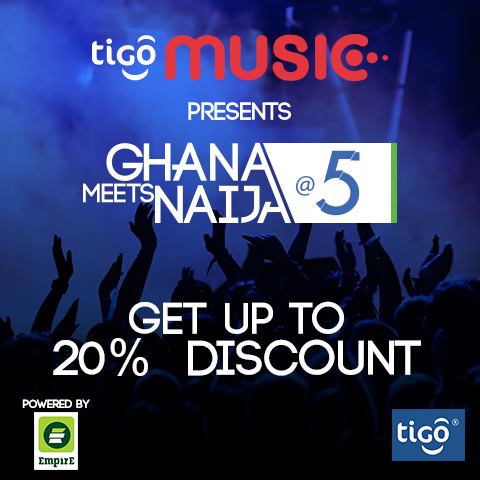 tigo MUSIC
PRESENTS
GHANA
MEETS NAIJA @ 5
GET UP TO
20% DISCOUNT
POWERED BY
EmpirE
tigo®